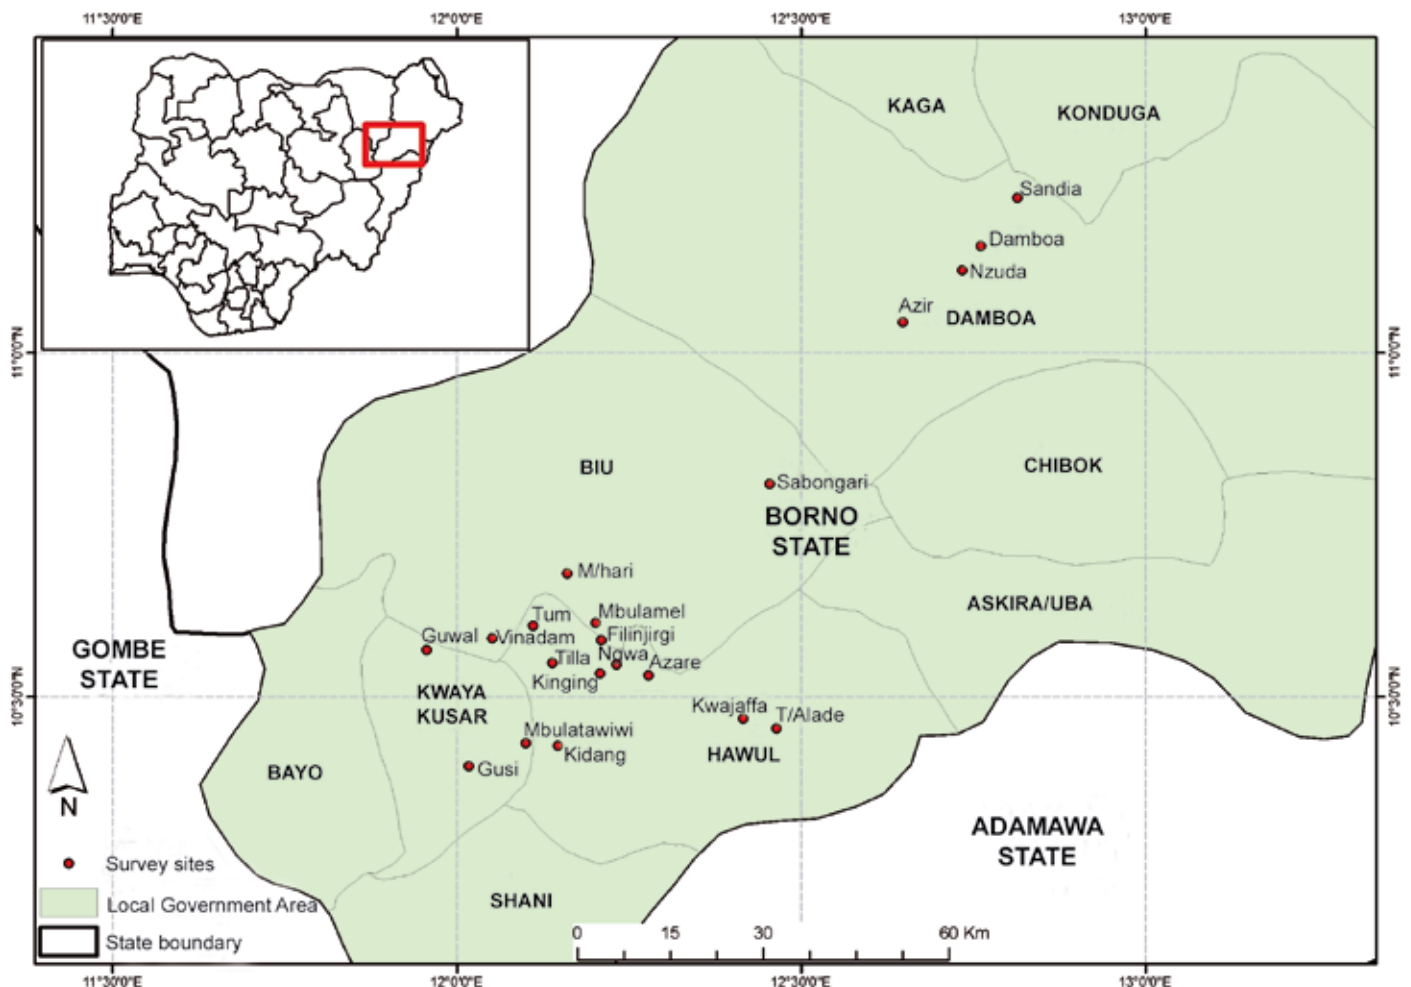 11°30'0"E
12°0'0"E
12°30'0"E
13°0'0"E
KAGA
KONDUGA
Sandia
Damboa
Nzuda
Azir
DAMBOA
11°0'0"N
11°0'0"N
BIU
CHIBOK
Sabongari
BORNO
STATE
M/hari
ASKIRA/UBA
Tum
Mbulamel
Guwal
Vinadam
Filinjirgi
GOMBE
STATE
Tilla
Ngwa
Azare
Kinging
KWAYA
KUSAR
10°30'0"N
10°30'0"N
Kwajaffa
T/Alade
Mbulatawiwi
Kidang
HAWUL
BAYO
Gusi
N
ADAMAWA
STATE
Survey sites
SHANI
Local Government Area
State boundary
0 15 30 60 Km
11°30'0"E
12°0'0"E
12°30'0"E
13°0'0"E